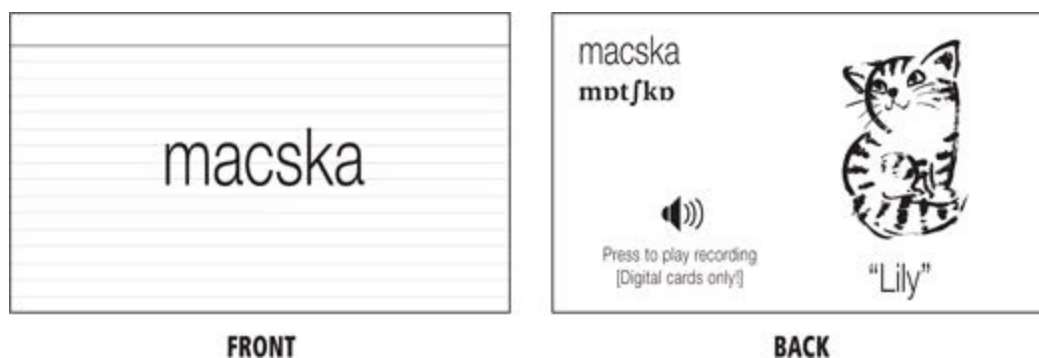 macska
FRONT
macska
mɒtʃkɒ
Press to play recording
[Digital cards only!]
“Lily”
BACK